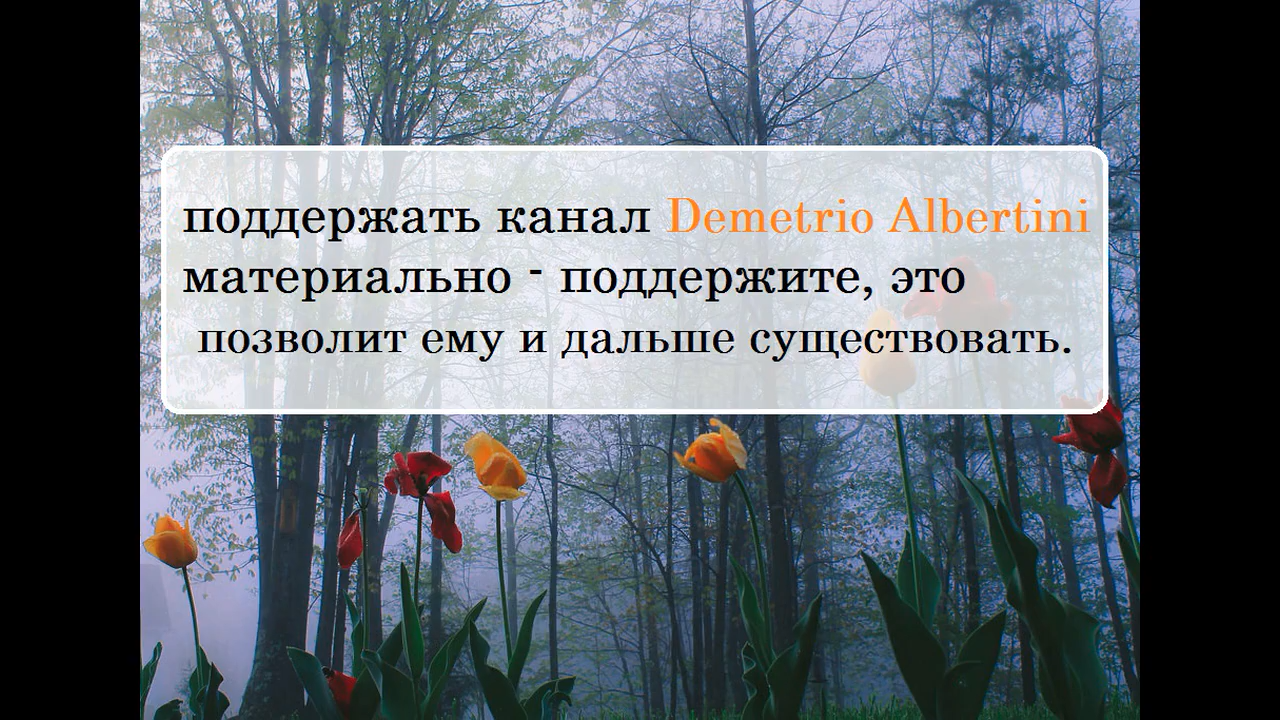 поддержать канал Demetrio Albertini
материально - поддержите, это
позволит ему и дальше существовать.